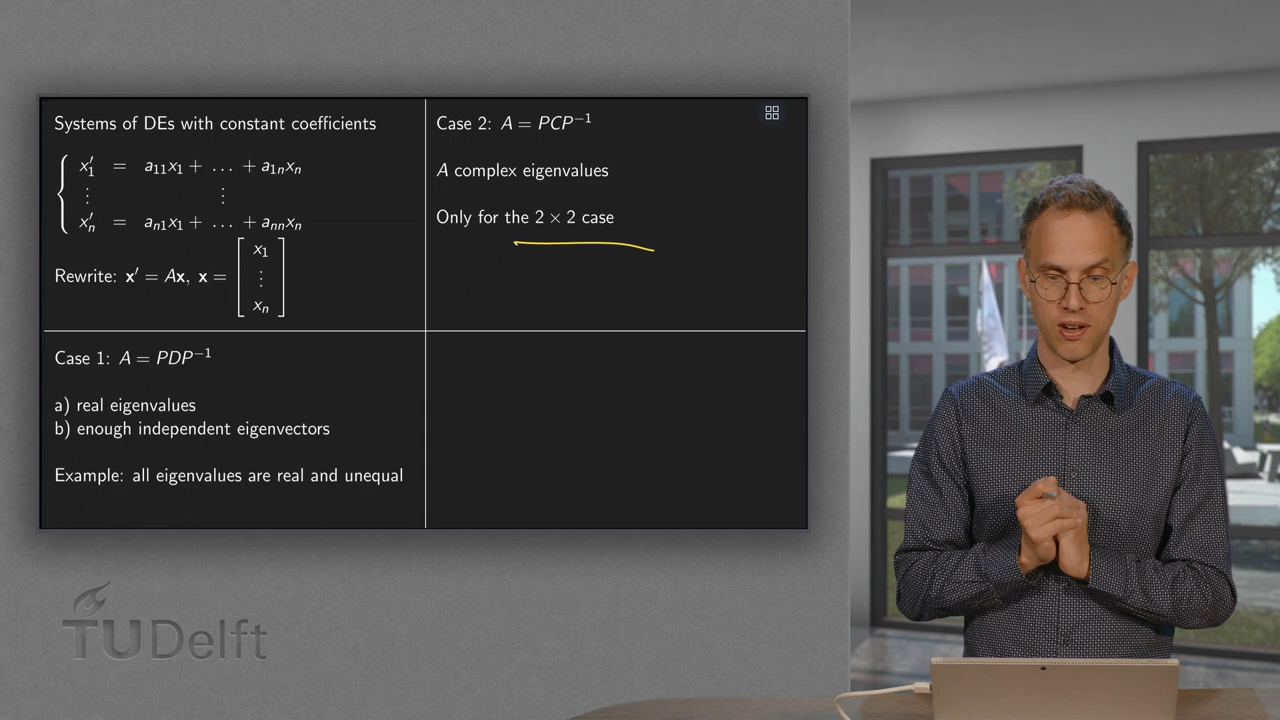 Systems of DEs with constant coefficients
x₁′ = a₁₁x₁ + … + a₁ₙxₙ
⋮ ⋮
xₙ′ = aₙ₁x₁ + … + aₙₙxₙ
Rewrite: x′ = Ax, x = [x₁ ⋮ xₙ]
Case 1: A = PDP⁻¹
a) real eigenvalues
b) enough independent eigenvectors
Example: all eigenvalues are real and unequal
Case 2: A = PCP⁻¹
A complex eigenvalues
Only for the 2 × 2 case
TUDelft